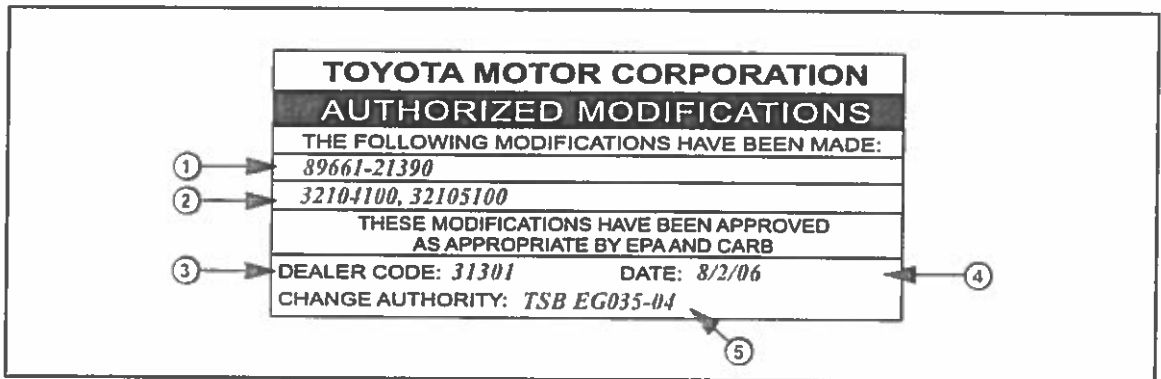 TOYOTA MOTOR CORPORATION
AUTHORIZED MODIFICATIONS
THE FOLLOWING MODIFICATIONS HAVE BEEN MADE:
1 89661-21390
2 32104100, 32105100
THESE MODIFICATIONS HAVE BEEN APPROVED
AS APPROPRIATE BY EPA AND CARB
3 DEALER CODE: 31301 DATE: 8/2/06 4
CHANGE AUTHORITY: TSB EG035-04
5